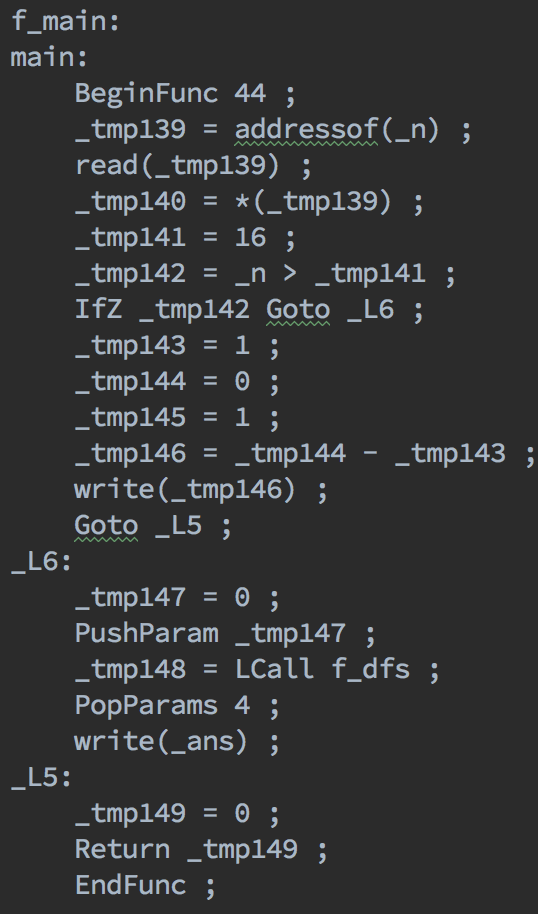 f_main:
main:
    BeginFunc 44 ;
    _tmp139 = addressof(_n) ;
    read(_tmp139) ;
    _tmp140 = *(_tmp139) ;
    _tmp141 = 16 ;
    _tmp142 = _n > _tmp141 ;
    IfZ _tmp142 Goto _L6 ;
    _tmp143 = 1 ;
    _tmp144 = 0 ;
    _tmp145 = 1 ;
    _tmp146 = _tmp144 - _tmp143 ;
    write(_tmp146) ;
    Goto _L5 ;
_L6:
    _tmp147 = 0 ;
    PushParam _tmp147 ;
    _tmp148 = LCall f_dfs ;
    PopParams 4 ;
    write(_ans) ;
_L5:
    _tmp149 = 0 ;
    Return _tmp149 ;
    EndFunc ;